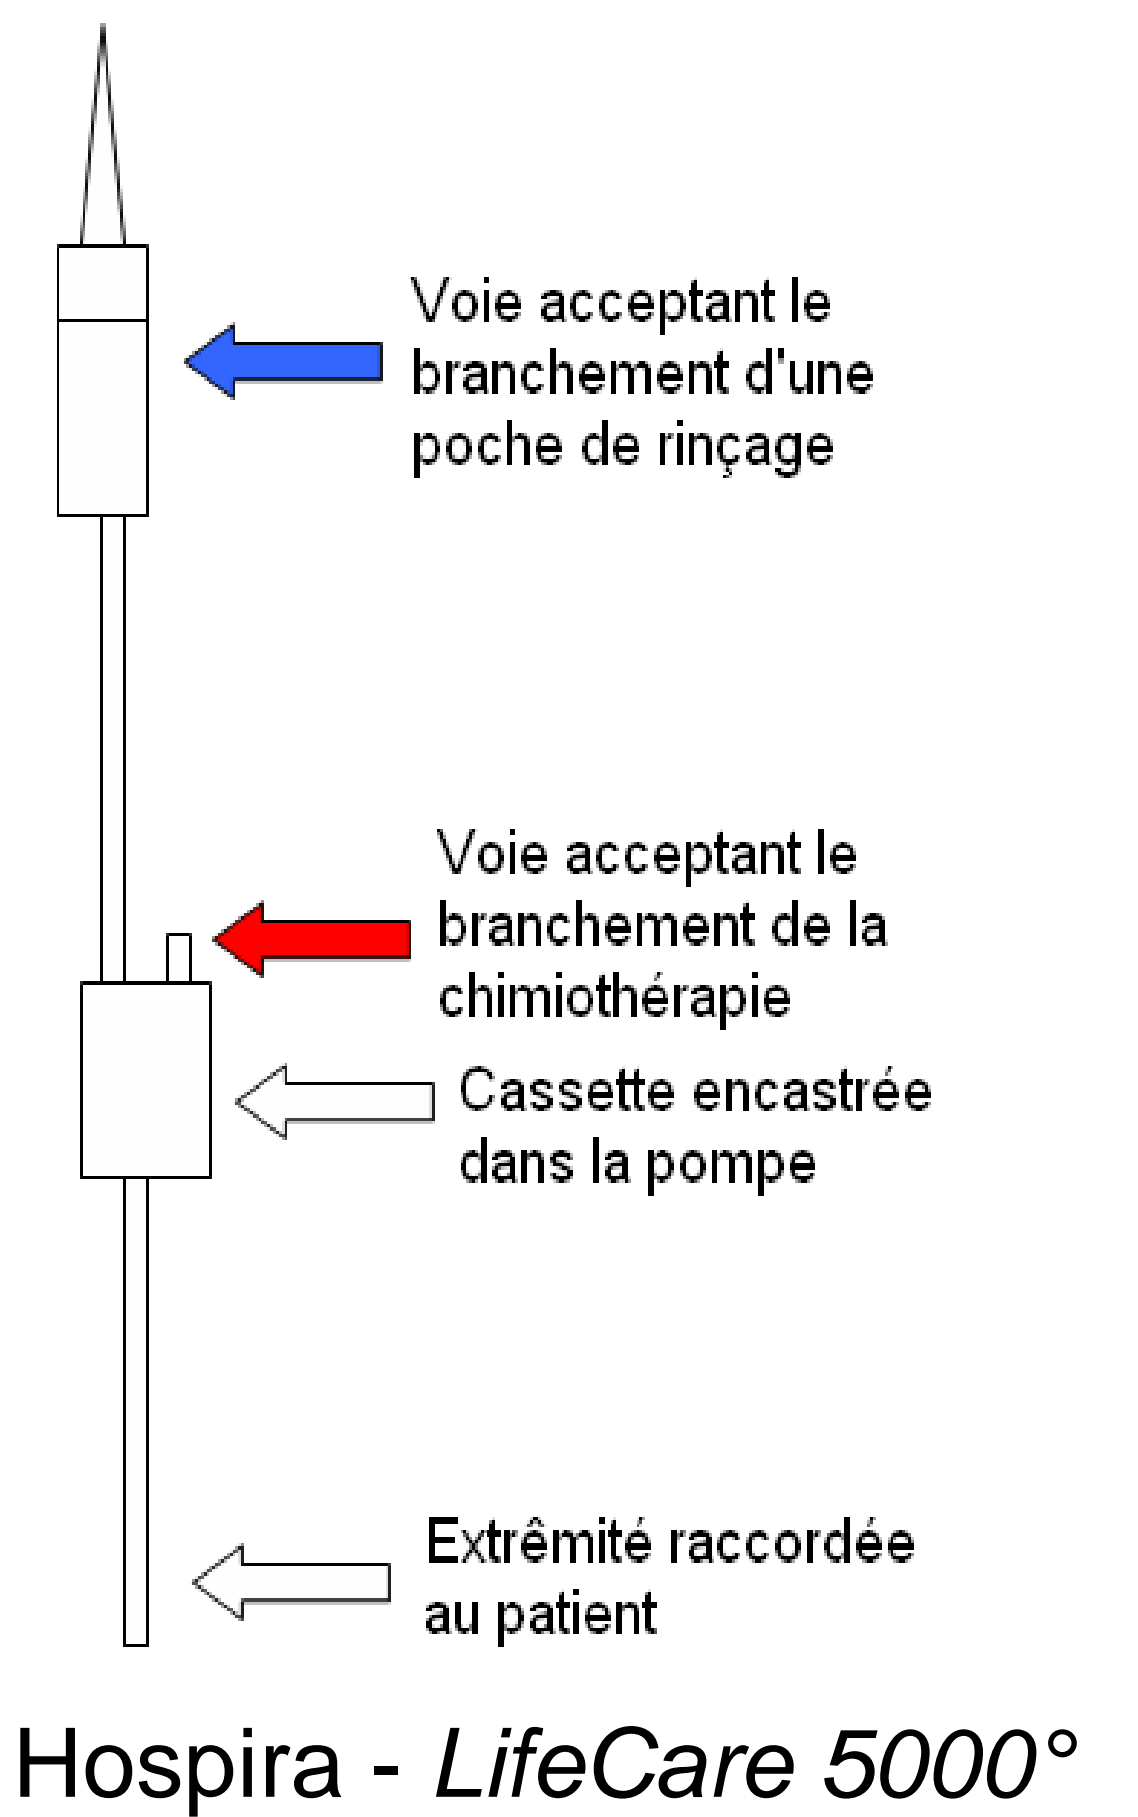 Voie acceptant le
branchement d'une
poche de rinçage
Voie acceptant le
branchement de la
chimiothérapie
Cassette encastrée
dans la pompe
Extrêmité raccordée
au patient
Hospira - LifeCare 5000°